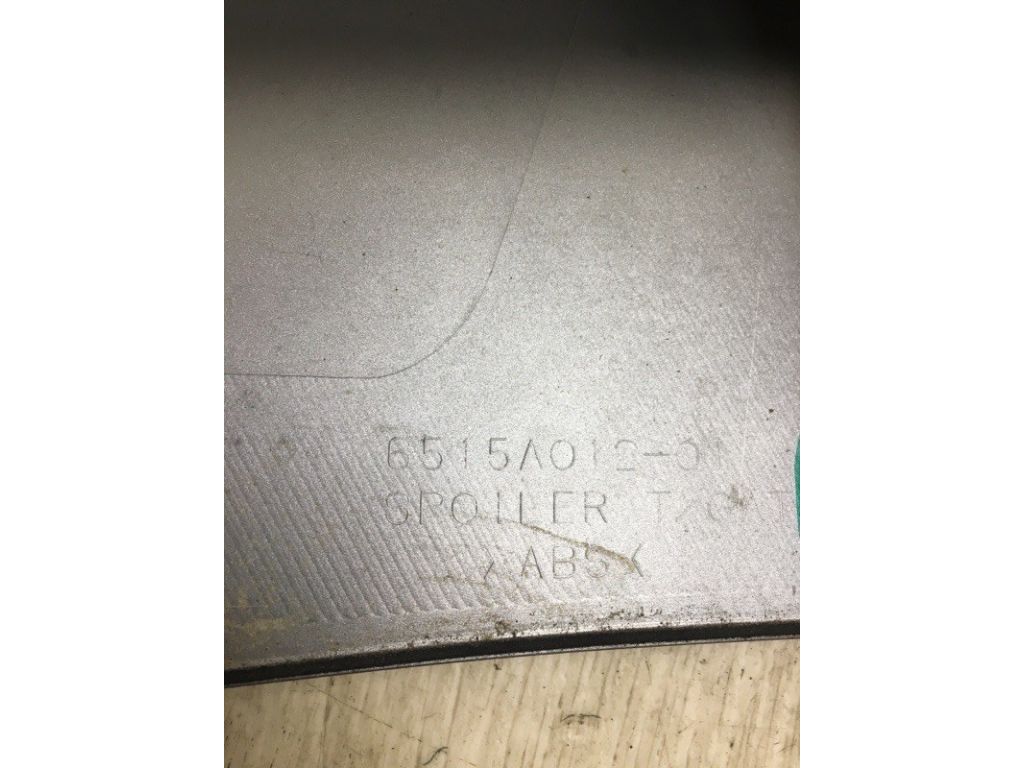 6515A012-01
SPOILER T/G T
>ABS<